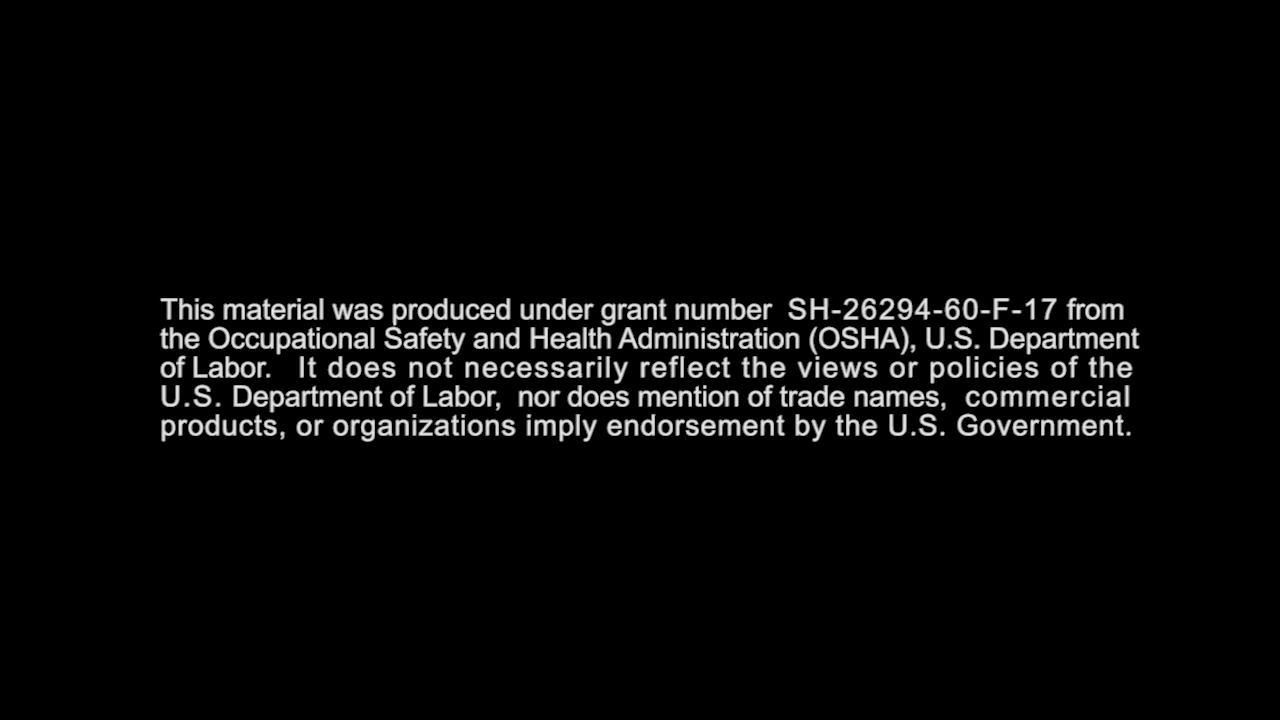 This material was produced under grant number SH-26294-60-F-17 from
the Occupational Safety and Health Administration (OSHA), U.S. Department
of Labor. It does not necessarily reflect the views or policies of the
U.S. Department of Labor, nor does mention of trade names, commercial
products, or organizations imply endorsement by the U.S. Government.